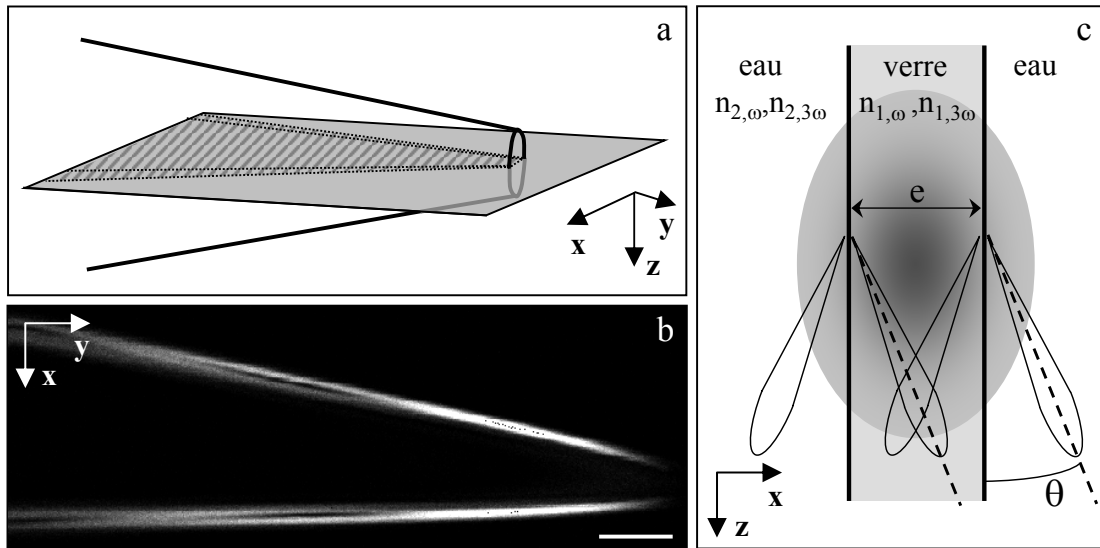 a
x
y
z
b
y
x
c
eau verre eau
n2,ω,n2,3ω n1,ω ,n1,3ω
e
x
z
θ